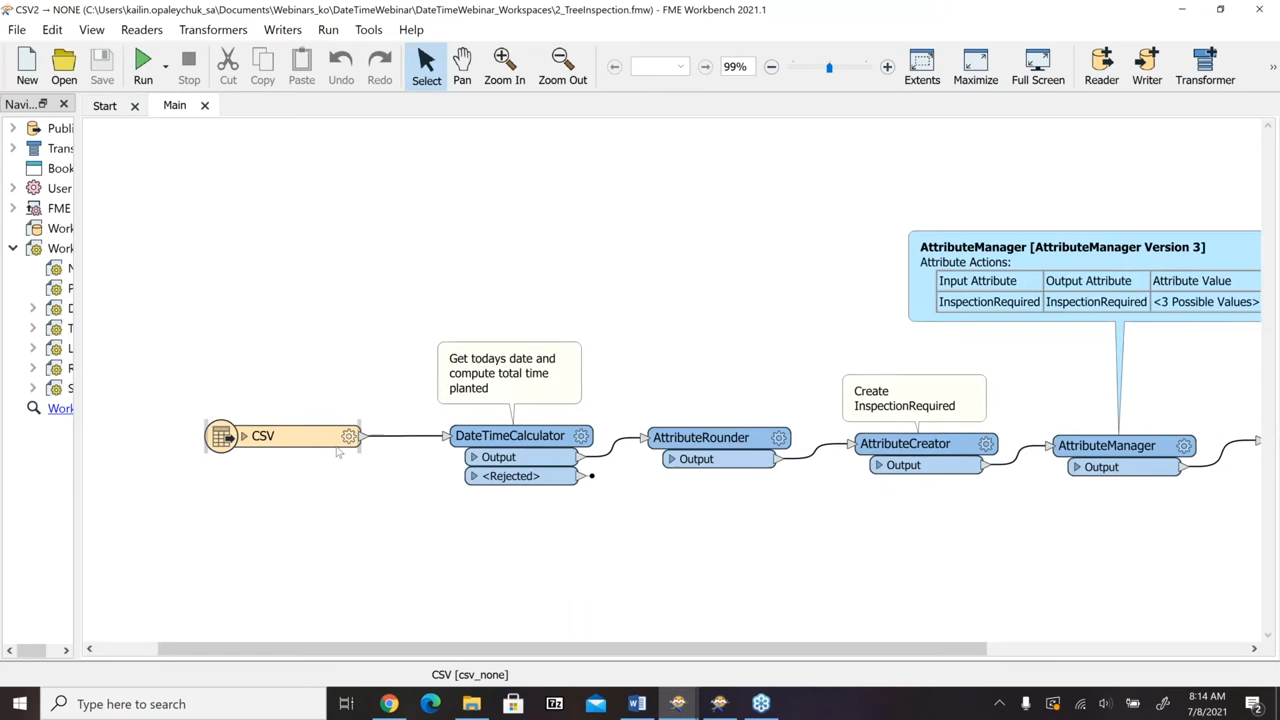 CSV2 → NONE (C:\Users\kailin.opaleychuk_sa\Documents\Webinars_ko\DateTimeWebinar\DateTimeWebinar_Workspaces\2_TreeInspection.fmw) - FME Workbench 2021.1
File Edit View Readers Transformers Writers Run Tools Help
New Open Save Run Stop Cut Copy Paste Undo Redo Select Pan Zoom In Zoom Out 99% Extents Maximize Full Screen Reader Writer Transformer
Navi... Start Main
Publi
Trans
Book
User
FME
Work
Work
N
P
D
T
L
R
S
Work
AttributeManager [AttributeManager Version 3]
Attribute Actions:
Input Attribute Output Attribute Attribute Value
InspectionRequired InspectionRequired <3 Possible Values>
Get todays date and
compute total time
planted
Create
InspectionRequired
CSV DateTimeCalculator AttributeRounder AttributeCreator AttributeManager
Output Output Output Output
<Rejected>
CSV [csv_none]
Type here to search
8:14 AM
7/8/2021
2